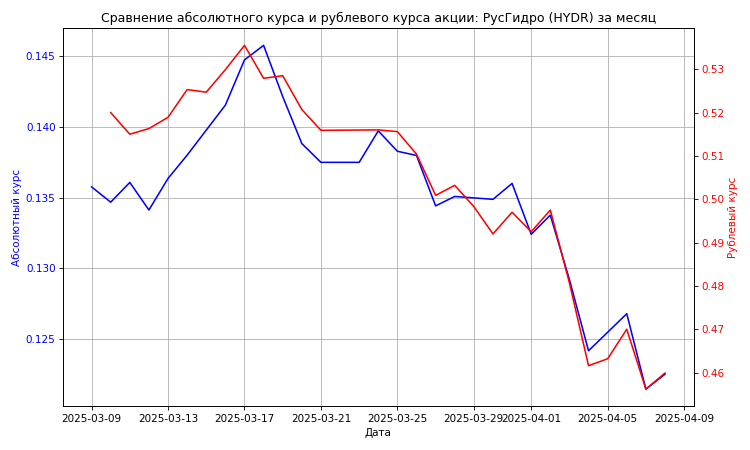 Сравнение абсолютного курса и рублевого курса акции: РусГидро (HYDR) за месяц
Абсолютный курс
0.145
0.140
0.135
0.130
0.125
0.53
0.52
0.51
0.50
0.49
0.48
0.47
0.46
Рублевый курс
2025-03-09 2025-03-13 2025-03-17 2025-03-21 2025-03-25 2025-03-29 2025-04-01 2025-04-05 2025-04-09
Дата